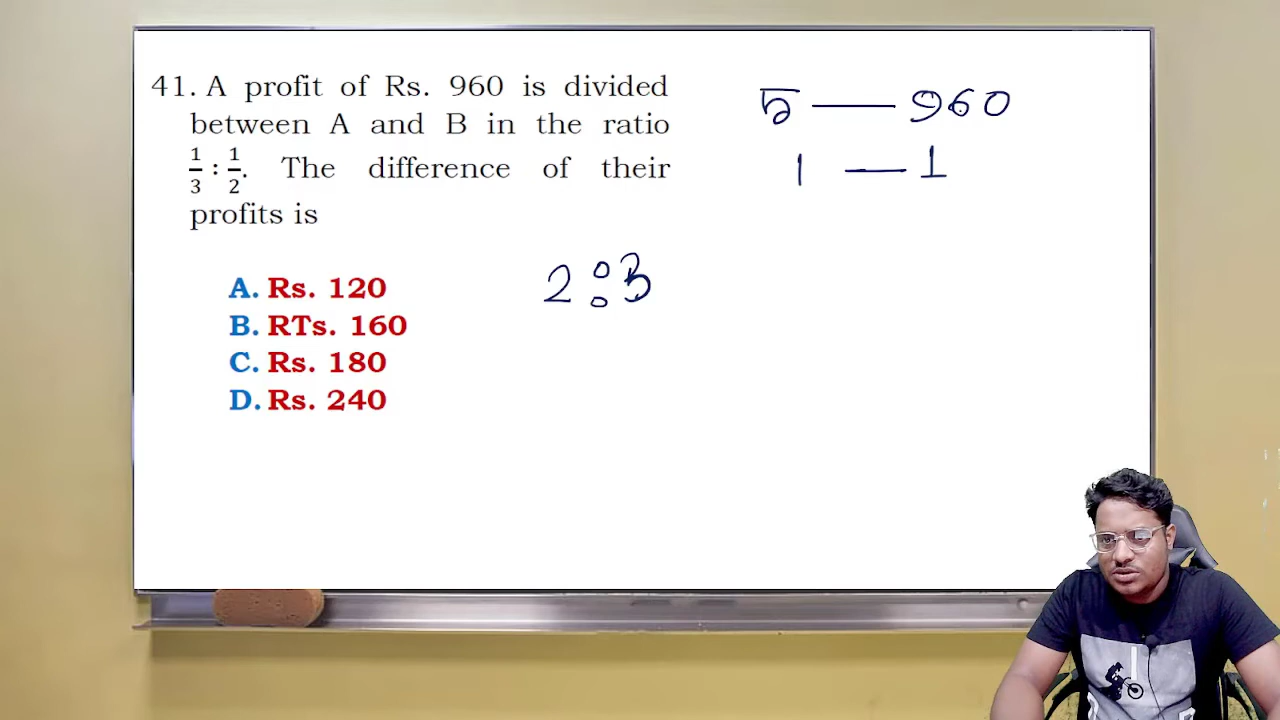 41. A profit of Rs. 960 is divided
between A and B in the ratio
1/3 : 1/2. The difference of their
profits is
A. Rs. 120
B. RTs. 160
C. Rs. 180
D. Rs. 240
5 — 960
1 — 1
2 : 3